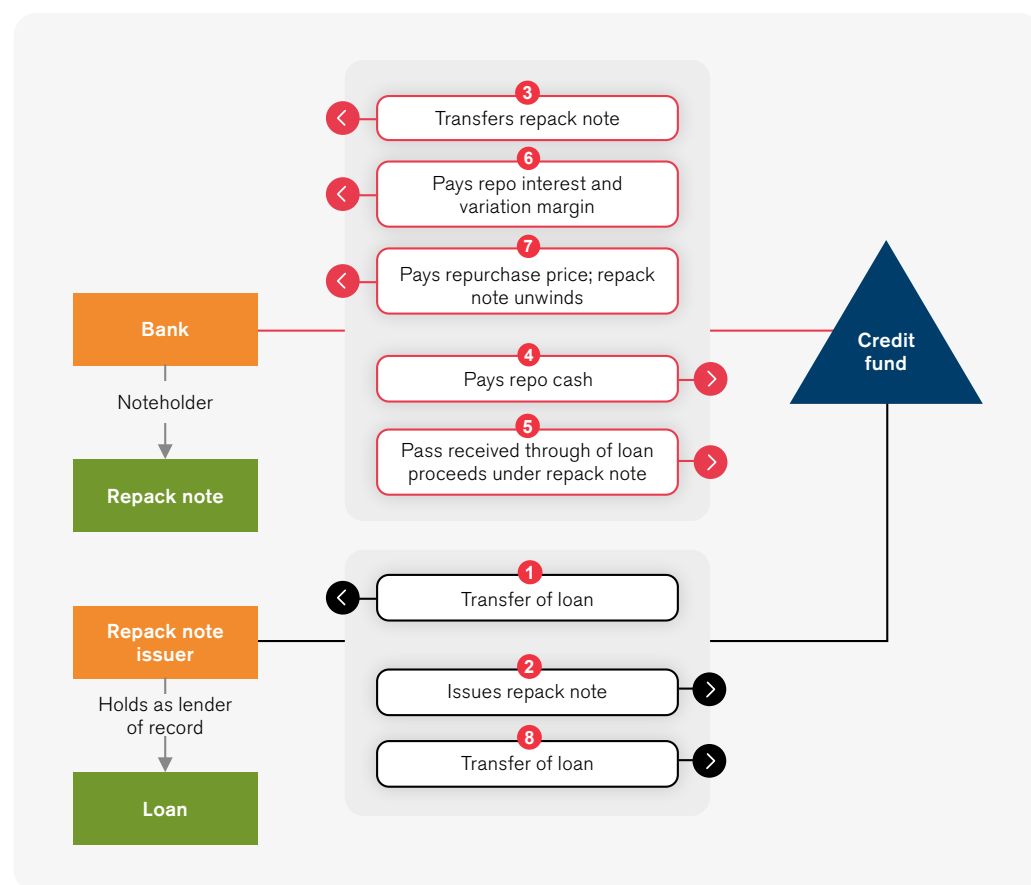 3
Transfers repack note
6
Pays repo interest and
variation margin
7
Pays repurchase price; repack
note unwinds
Bank
Credit
fund
4
Pays repo cash
Noteholder
5
Pass received through of loan
proceeds under repack note
Repack note
1
Transfer of loan
Repack note
issuer
2
Issues repack note
Holds as lender
of record
8
Transfer of loan
Loan